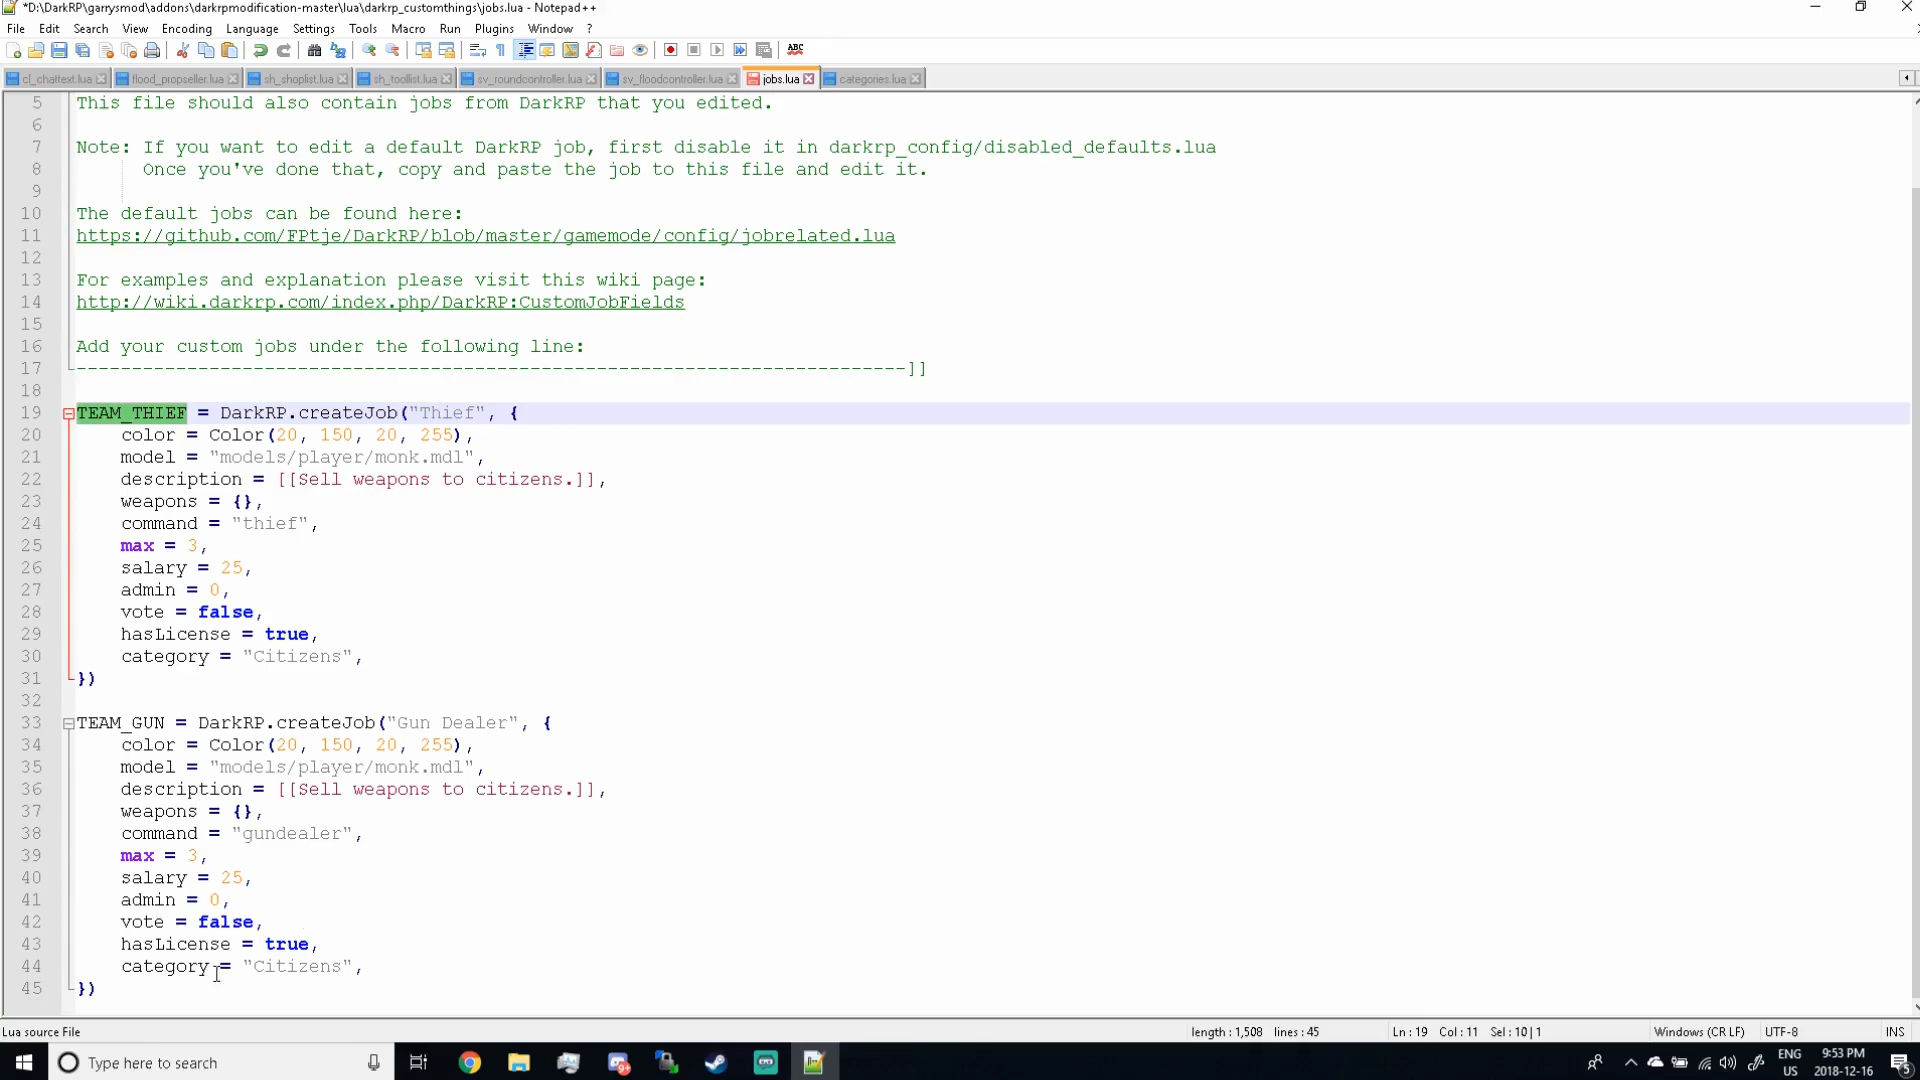 *D:\DarkRP\garrysmod\addons\darkrpmodification-master\lua\darkrp_customthings\jobs.lua - Notepad++
File Edit Search View Encoding Language Settings Tools Macro Run Plugins Window ?
ABC
cl_chattext.lua flood_propseller.lua sh_shoplist.lua sh_toollist.lua sv_roundcontroller.lua sv_floodcontroller.lua jobs.lua categories.lua
5 This file should also contain jobs from DarkRP that you edited.
6
7 Note: If you want to edit a default DarkRP job, first disable it in darkrp_config/disabled_defaults.lua
8 Once you've done that, copy and paste the job to this file and edit it.
9
10 The default jobs can be found here:
11 https://github.com/FPtje/DarkRP/blob/master/gamemode/config/jobrelated.lua
12
13 For examples and explanation please visit this wiki page:
14 http://wiki.darkrp.com/index.php/DarkRP:CustomJobFields
15
16 Add your custom jobs under the following line:
17 ---------------------------------------------------------------------------]]
18
19 TEAM_THIEF = DarkRP.createJob("Thief", {
20 color = Color(20, 150, 20, 255),
21 model = "models/player/monk.mdl",
22 description = [[Sell weapons to citizens.]],
23 weapons = {},
24 command = "thief",
25 max = 3,
26 salary = 25,
27 admin = 0,
28 vote = false,
29 hasLicense = true,
30 category = "Citizens",
31 })
32
33 TEAM_GUN = DarkRP.createJob("Gun Dealer", {
34 color = Color(20, 150, 20, 255),
35 model = "models/player/monk.mdl",
36 description = [[Sell weapons to citizens.]],
37 weapons = {},
38 command = "gundealer",
39 max = 3,
40 salary = 25,
41 admin = 0,
42 vote = false,
43 hasLicense = true,
44 category = "Citizens",
45 })
Lua source File length : 1,508 lines : 45 Ln : 19 Col : 11 Sel : 10 | 1 Windows (CR LF) UTF-8 INS
Type here to search ENG 9:53 PM
US 2018-12-16 5